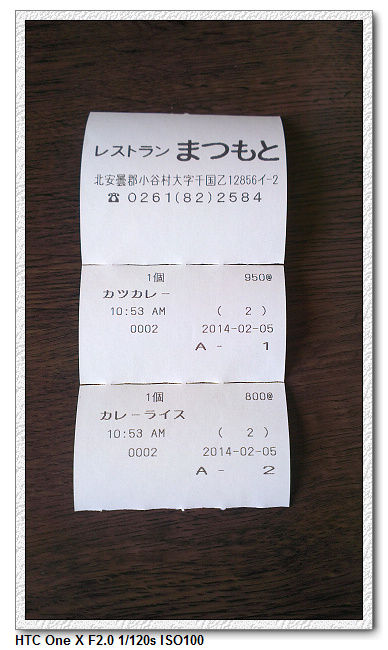 レストラン まつもと
北安曇郡小谷村大字千国乙12856イ-2
☎ 0261(82)2584
1個 950@
カツカレー
10:53 AM ( 2 )
0002 2014-02-05
A - 1
1個 800@
カレーライス
10:53 AM ( 2 )
0002 2014-02-05
A - 2
HTC One X F2.0 1/120s ISO100